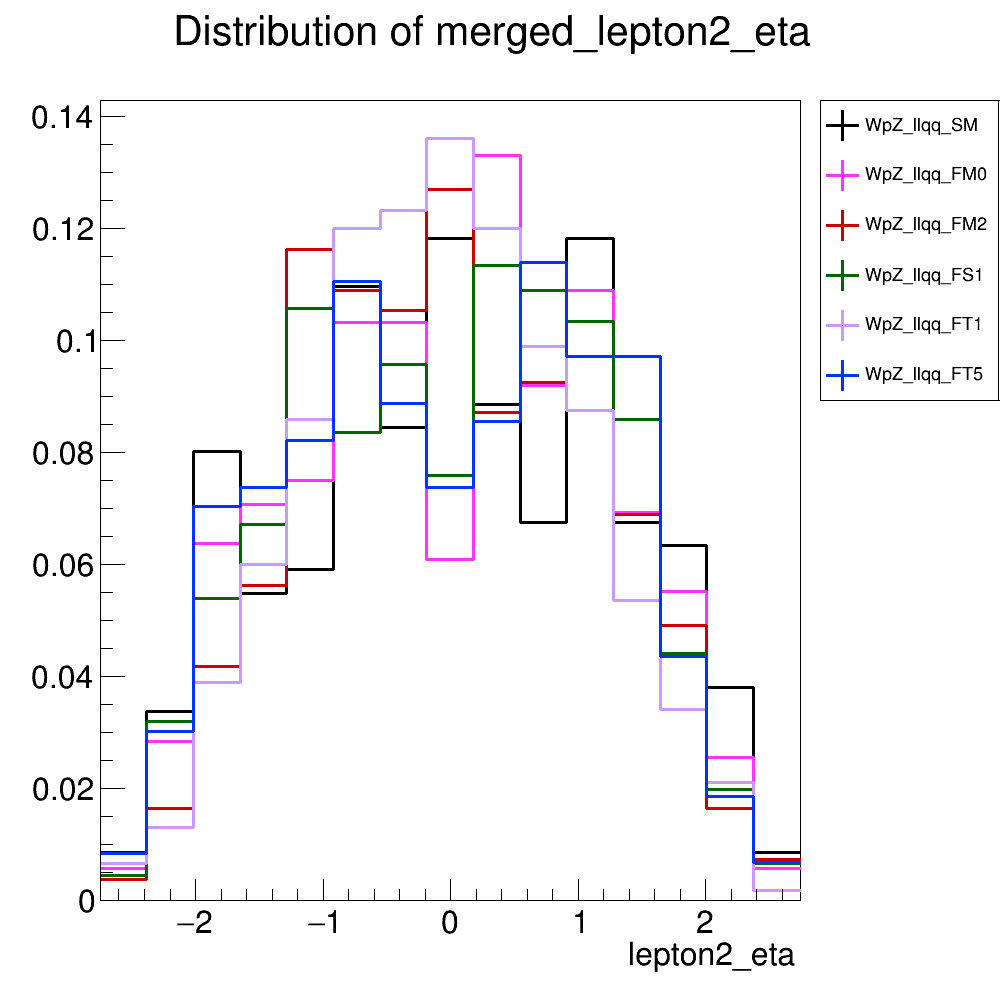 Distribution of merged_lepton2_eta
0.14
0.12
0.1
0.08
0.06
0.04
0.02
0
−2
−1
0
1
2
lepton2_eta
WpZ_llqq_SM
WpZ_llqq_FM0
WpZ_llqq_FM2
WpZ_llqq_FS1
WpZ_llqq_FT1
WpZ_llqq_FT5